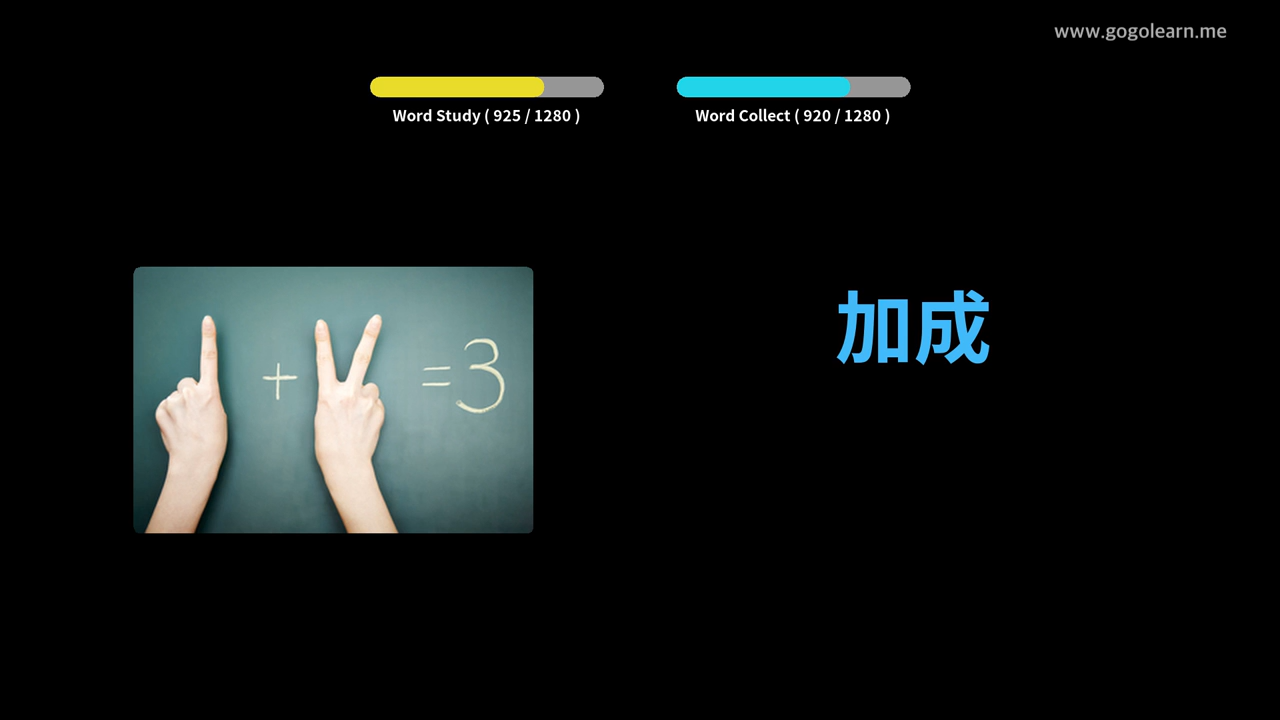 www.gogolearn.me
Word Study ( 925 / 1280 )
Word Collect ( 920 / 1280 )
+ =3
加成